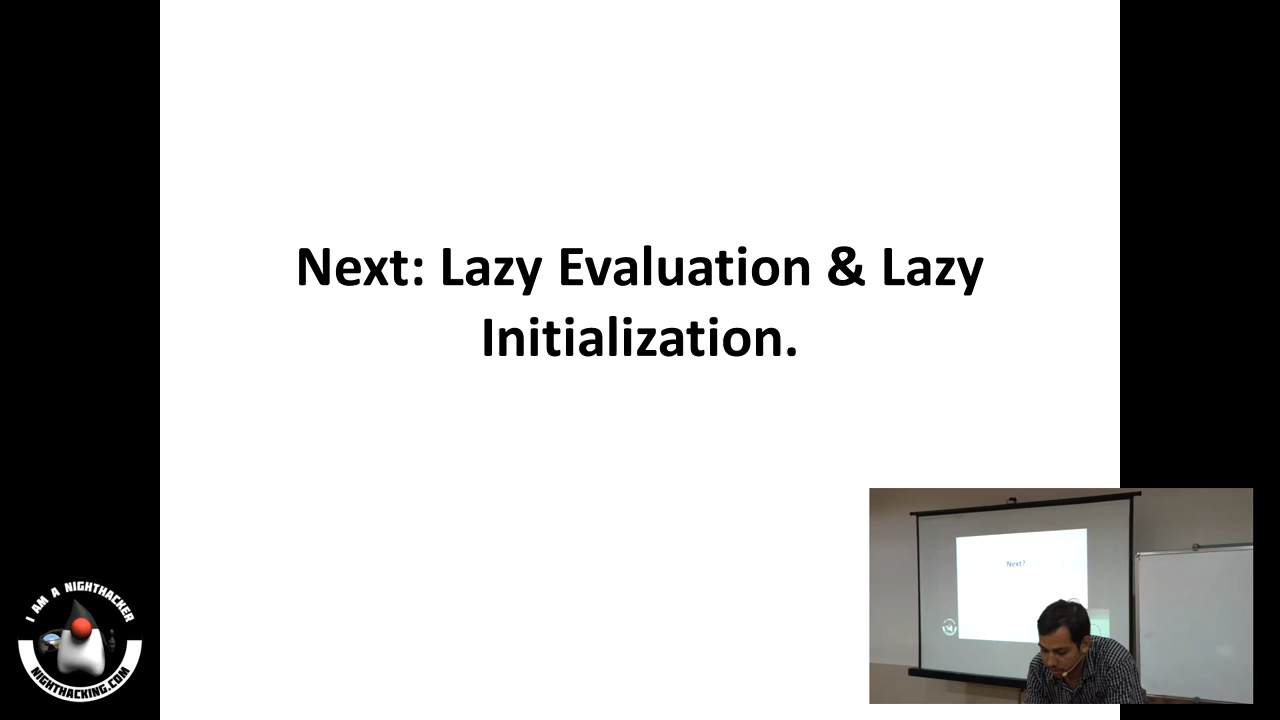 Next: Lazy Evaluation & Lazy
Initialization.
Next?
I AM A NIGHTHACKER
NIGHTHACKING.COM